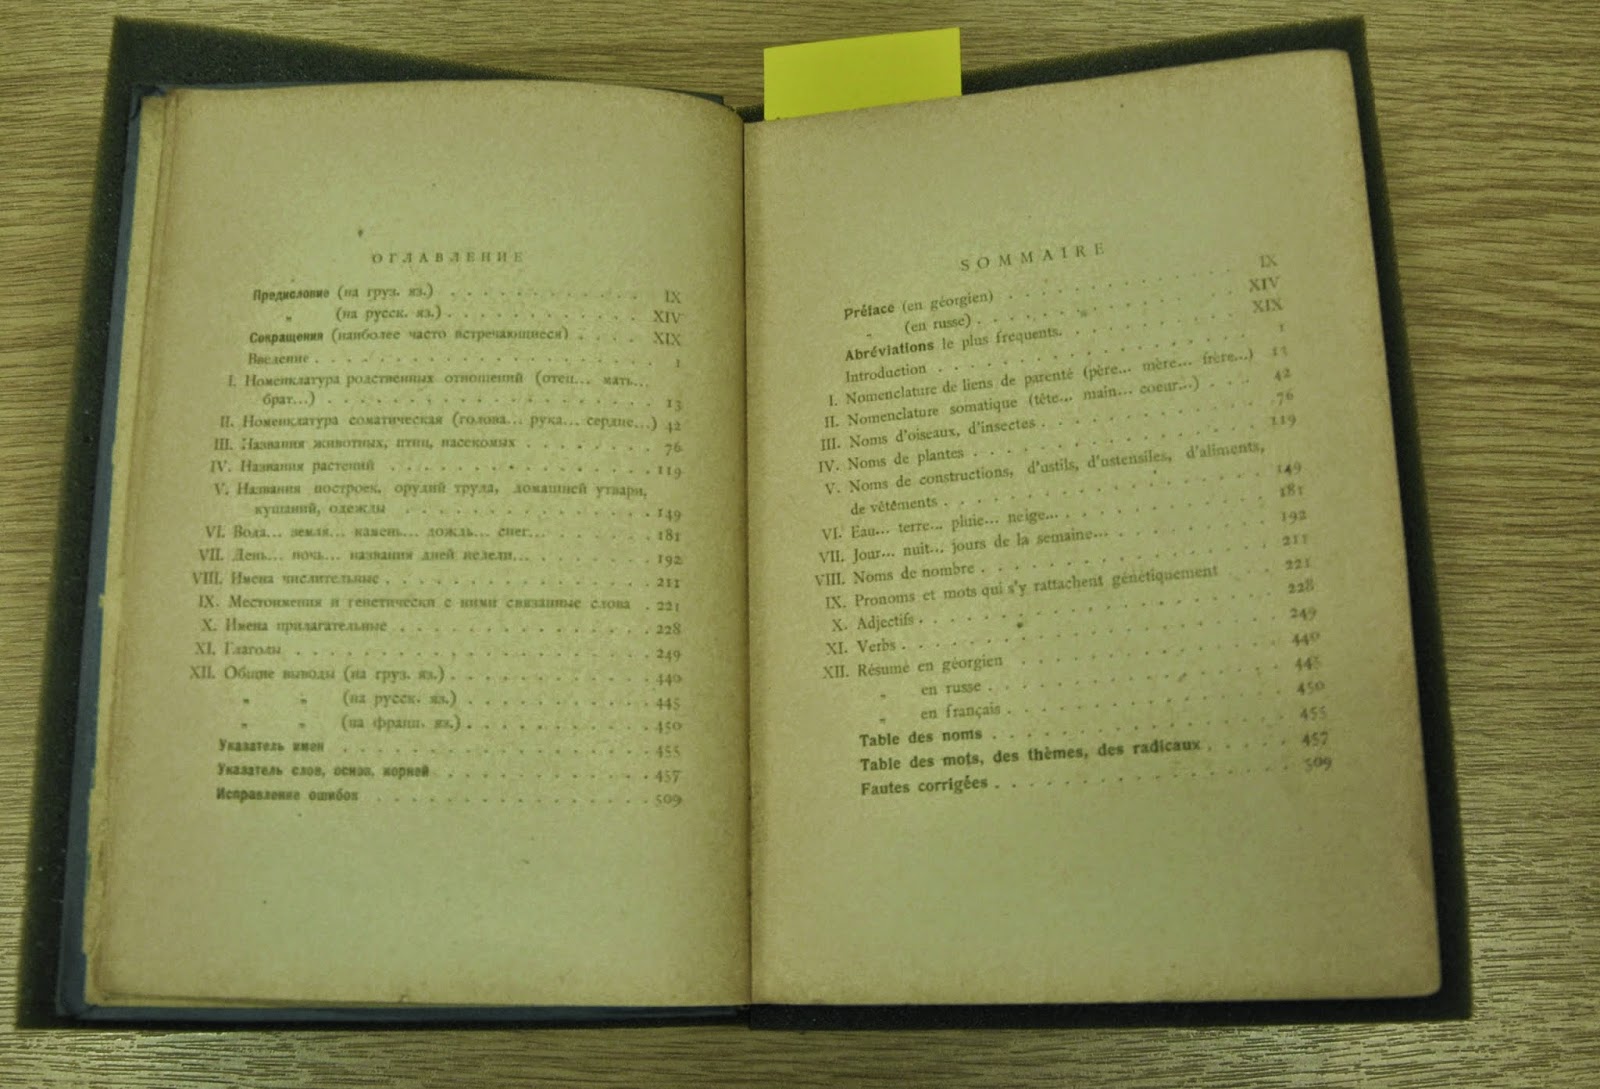 ОГЛАВЛЕНИЕ
Предисловие (на груз. яз.) . . . . . . . . . . IX
„ (на русск. яз.) . . . . . . . . . . XIV
Сокращения (наиболее часто встречающиеся) . . . . XIX
Введение . . . . . . . . . . . . . . . . 1
I. Номенклатура родственных отношений (отец... мать...
брат...) . . . . . . . . . . . . . . . . 13
II. Номенклатура соматическая (голова... рука... сердце...) 42
III. Названия животных, птиц, насекомых . . . . . . . 76
IV. Названия растений . . . . . . . . . . . . . 119
V. Названия построек, орудий труда, домашней утвари,
кушаний, одежды . . . . . . . . . . . . . 149
VI. Вода... земля... камень... дождь... снег... . . . . . . 181
VII. День... ночь... названия дней недели... . . . . . . . 192
VIII. Имена числительные . . . . . . . . . . . . . 211
IX. Местоимения и генетически с ними связанные слова . 221
X. Имена прилагательные . . . . . . . . . . . . . 228
XI. Глаголы . . . . . . . . . . . . . . . . . 249
XII. Общие выводы (на груз. яз.) . . . . . . . . . . 440
„ „ (на русск. яз.) . . . . . . . . . . 445
„ „ (на франц. яз.) . . . . . . . . . . 450
Указатель имен . . . . . . . . . . . . . . . 455
Указатель слов, основ, корней . . . . . . . . . . 457
Исправление ошибок . . . . . . . . . . . . . 509
SOMMAIRE
Préface (en géorgien) . . . . . . . . . . . . IX
„ (en russe) . . . . . . . . . . . . XIV
Abréviations le plus frequents. . . . . . . . . . XIX
Introduction . . . . . . . . . . . . . . . 1
I. Nomenclature de liens de parenté (père... mère... frère...) 13
II. Nomenclature somatique (tête... main... coeur...) . . . 42
III. Noms d'oiseaux, d'insectes . . . . . . . . . . . 76
IV. Noms de plantes . . . . . . . . . . . . . . 119
V. Noms de constructions, d'ustils, d'ustensiles, d'aliments,
de vêtéments . . . . . . . . . . . . . . 149
VI. Eau... terre... pluie... neige... . . . . . . . . . . 181
VII. Jour... nuit... jours de la semaine... . . . . . . . . 192
VIII. Noms de nombre . . . . . . . . . . . . . . 211
IX. Pronoms et mots qui s'y rattachent génétiquement . . . 221
X. Adjectifs . . . . . . . . . . . . . . . . 228
XI. Verbs . . . . . . . . . . . . . . . . . 249
XII. Résumé en géorgien . . . . . . . . . . . . . 440
„ en russe . . . . . . . . . . . . . 445
„ en français . . . . . . . . . . . . . 450
Table des noms . . . . . . . . . . . . . . . 455
Table des mots, des thèmes, des radicaux . . . . . . 457
Fautes corrigées . . . . . . . . . . . . . . . 509